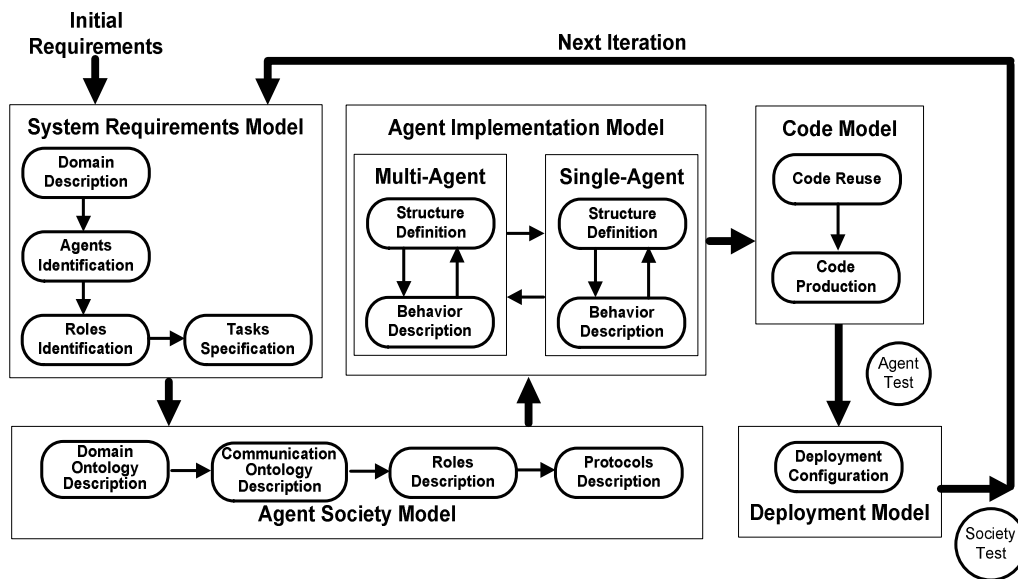 Initial
Requirements
Next Iteration
System Requirements Model
Domain
Description
Agents
Identification
Roles
Identification
Tasks
Specification
Agent Implementation Model
Multi-Agent
Structure
Definition
Behavior
Description
Single-Agent
Structure
Definition
Behavior
Description
Code Model
Code Reuse
Code
Production
Agent
Test
Domain
Ontology
Description
Communication
Ontology
Description
Roles
Description
Protocols
Description
Agent Society Model
Deployment
Configuration
Deployment Model
Society
Test